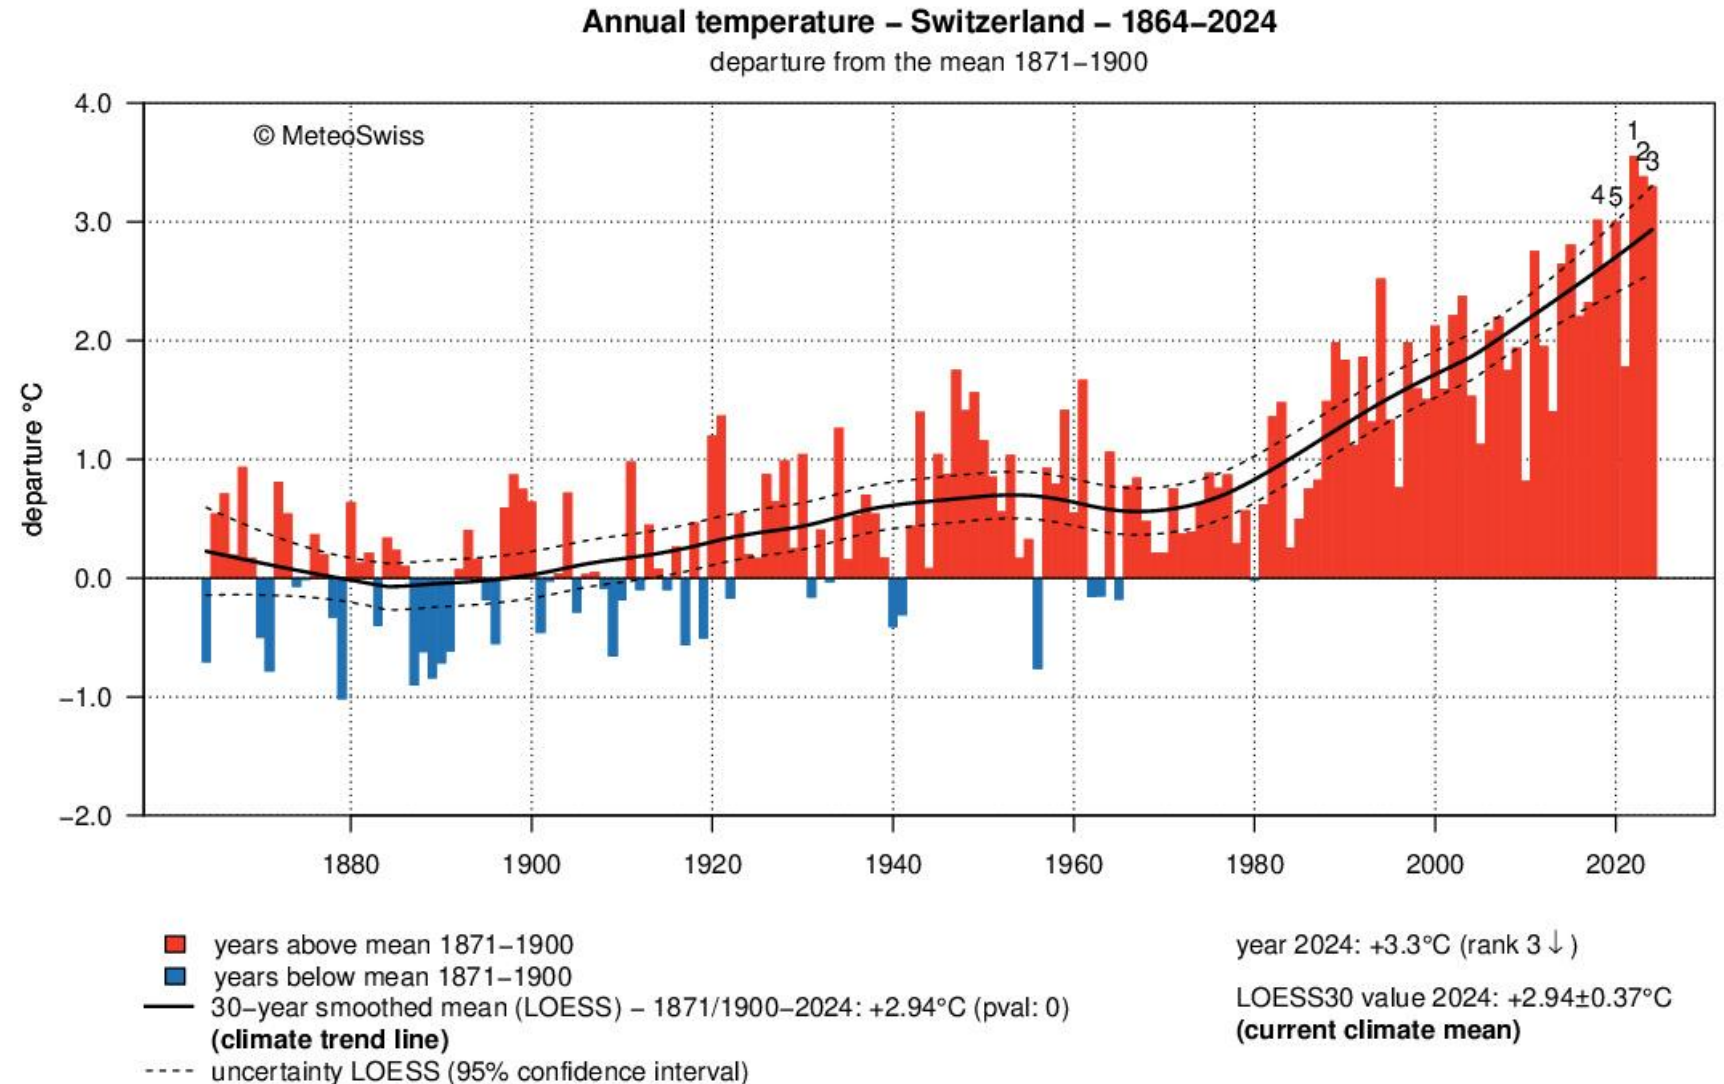 Annual temperature – Switzerland – 1864–2024
departure from the mean 1871–1900
© MeteoSwiss
departure °C
4.0
3.0
2.0
1.0
0.0
−1.0
−2.0
1
2
3
4
5
1880 1900 1920 1940 1960 1980 2000 2020
years above mean 1871–1900
years below mean 1871–1900
30–year smoothed mean (LOESS) – 1871/1900–2024: +2.94°C (pval: 0)
(climate trend line)
uncertainty LOESS (95% confidence interval)
year 2024: +3.3°C (rank 3↓)
LOESS30 value 2024: +2.94±0.37°C
(current climate mean)